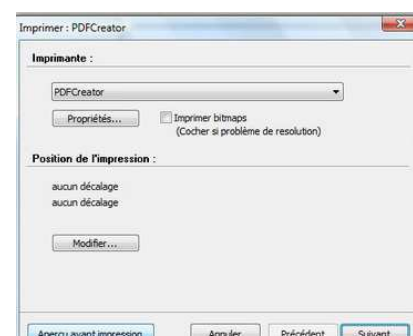 Imprimer : PDFCreator
Imprimante :
PDFCreator
Propriétés...
Imprimer bitmaps
(Cocher si problème de resolution)
Position de l'impression :
aucun décalage
aucun décalage
Modifier...
Aperçu avant impression
Annuler
Précédent
Suivant